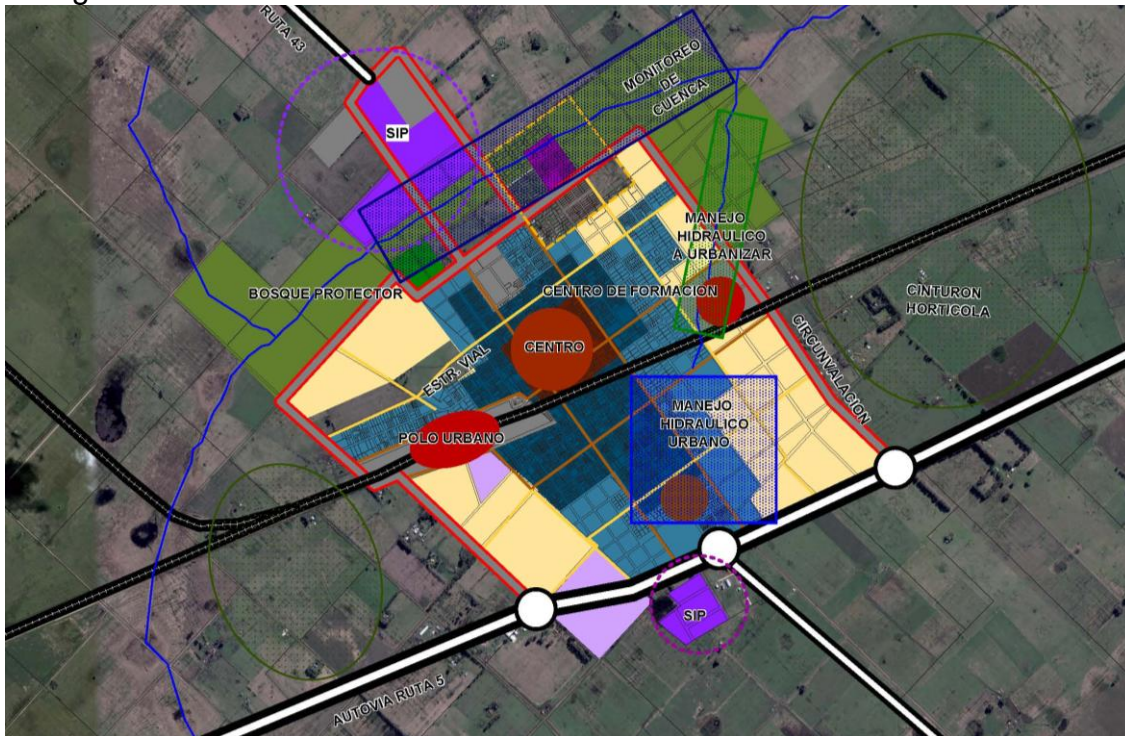 RUTA 43
MONITOREO
DE
CUENCA
SIP
MANEJO
HIDRAULICO
A URBANIZAR
BOSQUE PROTECTOR
CENTRO DE FORMACION
CINTURON
HORTICOLA
CIRCUNVALACION
CENTRO
ESTR. VIAL
MANEJO
HIDRAULICO
URBANO
POLO URBANO
SIP
AUTOVIA RUTA 5